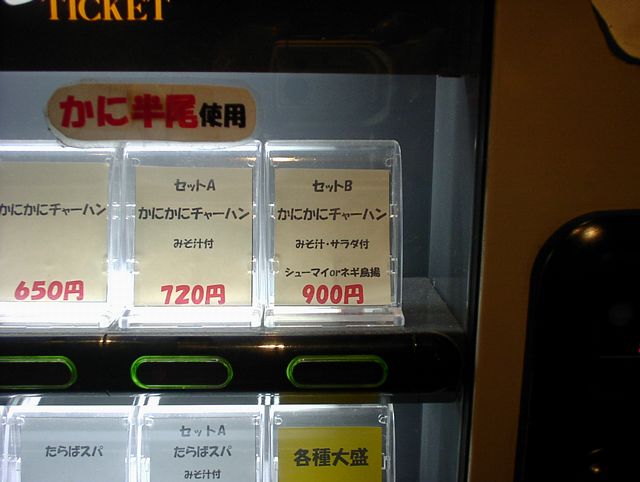 TICKET
かに半尾使用
かにかにチャーハン
650円
セットA
かにかにチャーハン
みそ汁付
720円
セットB
かにかにチャーハン
みそ汁・サラダ付
シューマイorネギ鳥揚
900円
たらばスパ
セットA
たらばスパ
みそ汁付
各種大盛